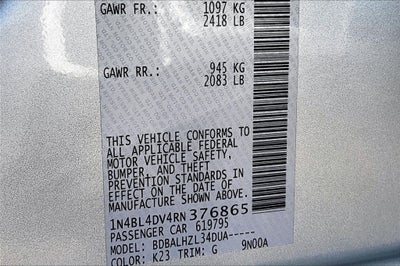 GAWR FR.: 1097 KG
2418 LB
GAWR RR.: 945 KG
2083 LB
THIS VEHICLE CONFORMS TO
ALL APPLICABLE FEDERAL
MOTOR VEHICLE SAFETY,
BUMPER, AND THEFT
PREVENTION STANDARDS IN
EFFECT ON THE DATE OF
MANUFACTURE SHOWN ABOVE.
1N4BL4DV4RN376865
PASSENGER CAR 619795
MODEL: BDBALHZL34DUA-----
COLOR: K23 TRIM: G 9N00A